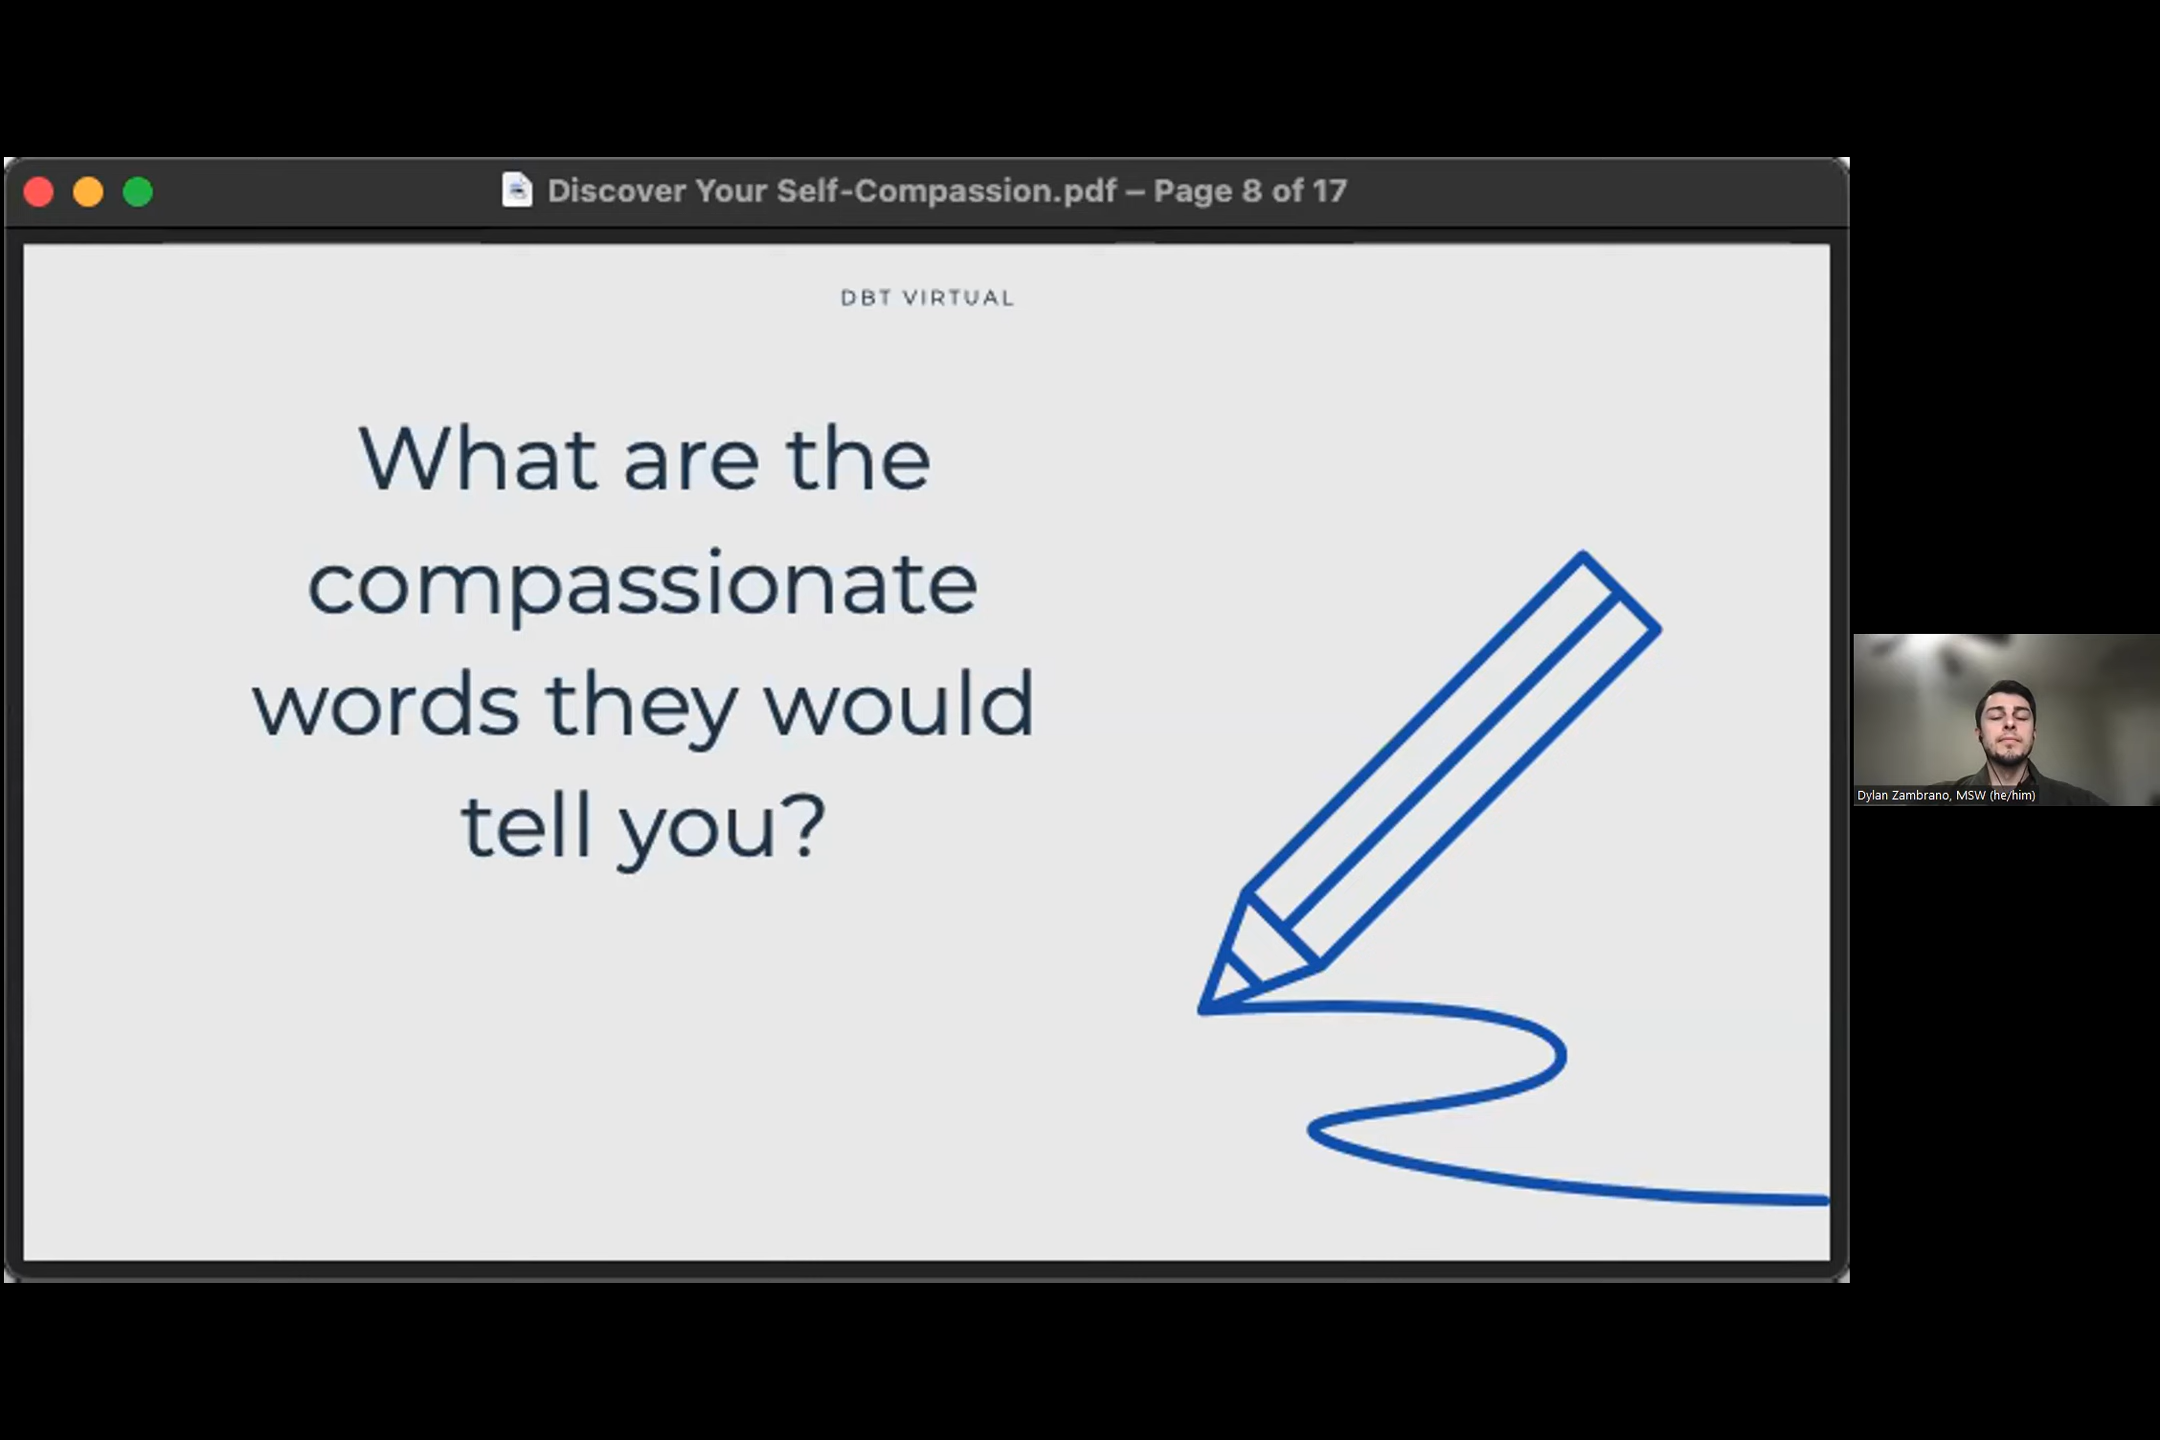 Discover Your Self-Compassion.pdf – Page 8 of 17
DBT VIRTUAL
What are the
compassionate
words they would
tell you?
Dylan Zambrano, MSW (he/him)